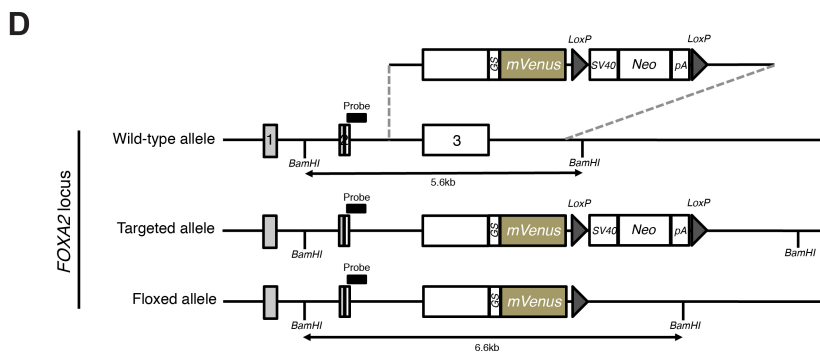 D
LoxP LoxP
GS mVenus SV40 Neo pA
Probe
Wild-type allele 1 2 3
BamHI BamHI
5.6kb
Probe LoxP LoxP
Targeted allele GS mVenus SV40 Neo pA
BamHI BamHI
Probe
Floxed allele GS mVenus
BamHI BamHI
6.6kb
FOXA2 locus